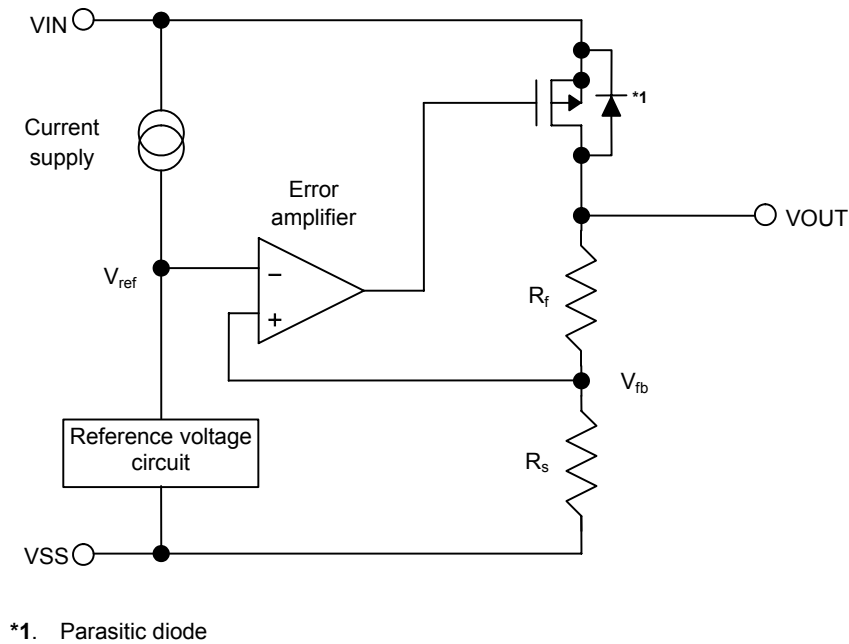 VIN
*1
Current
supply
Error
amplifier
VOUT
Vref
−
+
Rf
Vfb
Reference voltage
circuit
Rs
VSS
*1. Parasitic diode